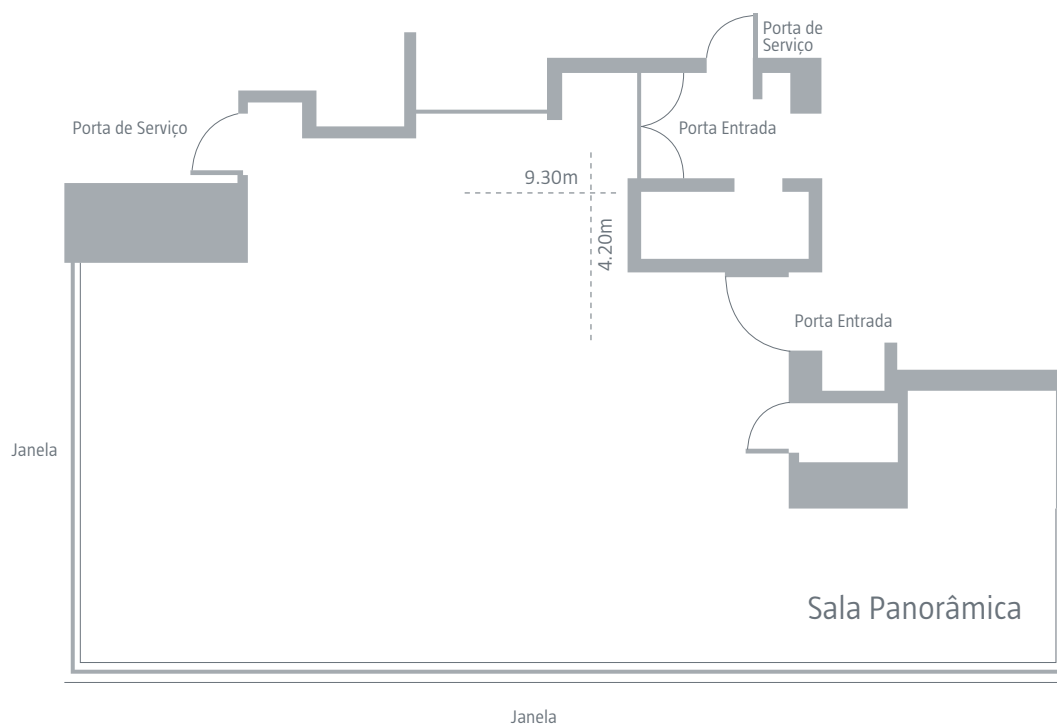 Porta de
Serviço
Porta de Serviço
Porta Entrada
9.30m
4.20m
Porta Entrada
Janela
Sala Panorâmica
Janela